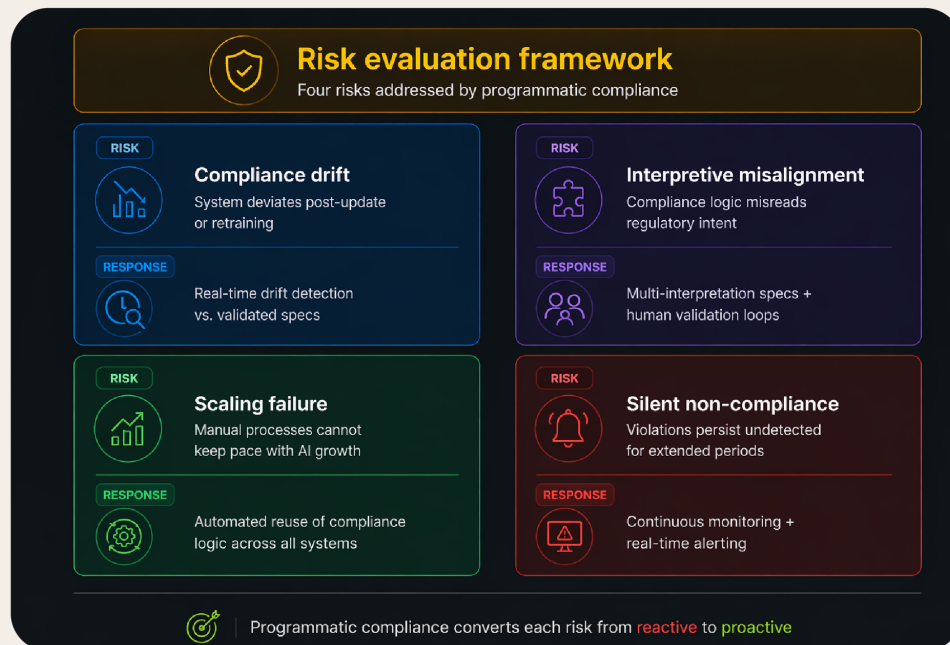 Risk evaluation framework
Four risks addressed by programmatic compliance
RISK
Compliance drift
System deviates post-update
or retraining
RESPONSE
Real-time drift detection
vs. validated specs
RISK
Interpretive misalignment
Compliance logic misreads
regulatory intent
RESPONSE
Multi-interpretation specs +
human validation loops
RISK
Scaling failure
Manual processes cannot
keep pace with AI growth
RESPONSE
Automated reuse of compliance
logic across all systems
RISK
Silent non-compliance
Violations persist undetected
for extended periods
RESPONSE
Continuous monitoring +
real-time alerting
Programmatic compliance converts each risk from reactive to proactive